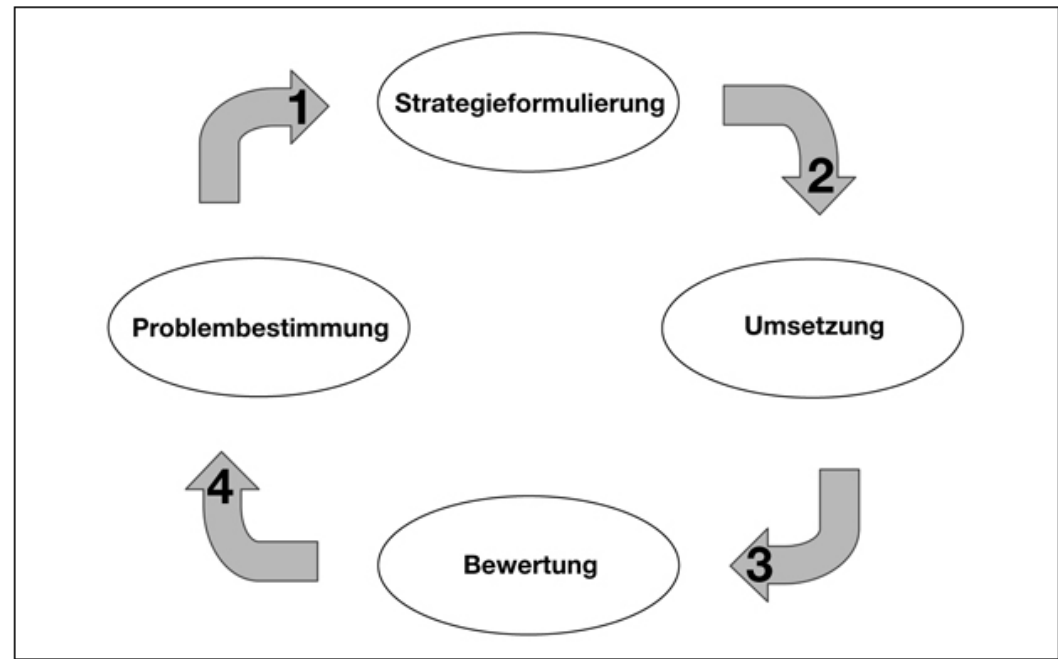 1
Strategieformulierung
2
Problembestimmung
Umsetzung
4
3
Bewertung